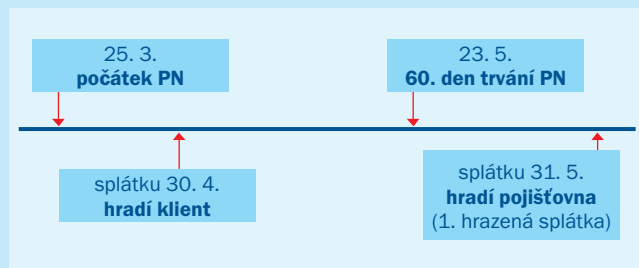 25. 3.
počátek PN
23. 5.
60. den trvání PN
splátku 30. 4.
hradí klient
splátku 31. 5.
hradí pojišťovna
(1. hrazená splátka)